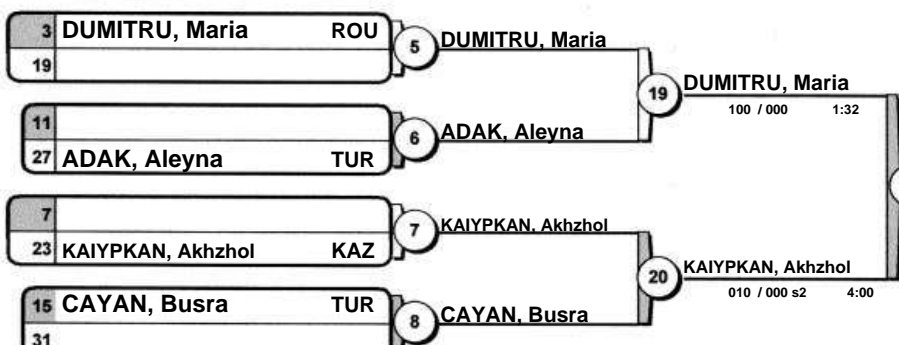 3 DUMITRU, Maria ROU
19
5 DUMITRU, Maria
11
27 ADAK, Aleyna TUR
6 ADAK, Aleyna
19 DUMITRU, Maria
100 / 000 1:32
7
23 KAIYPKAN, Akhzhol KAZ
7 KAIYPKAN, Akhzhol
15 CAYAN, Busra TUR
31
8 CAYAN, Busra
20 KAIYPKAN, Akhzhol
010 / 000 s2 4:00